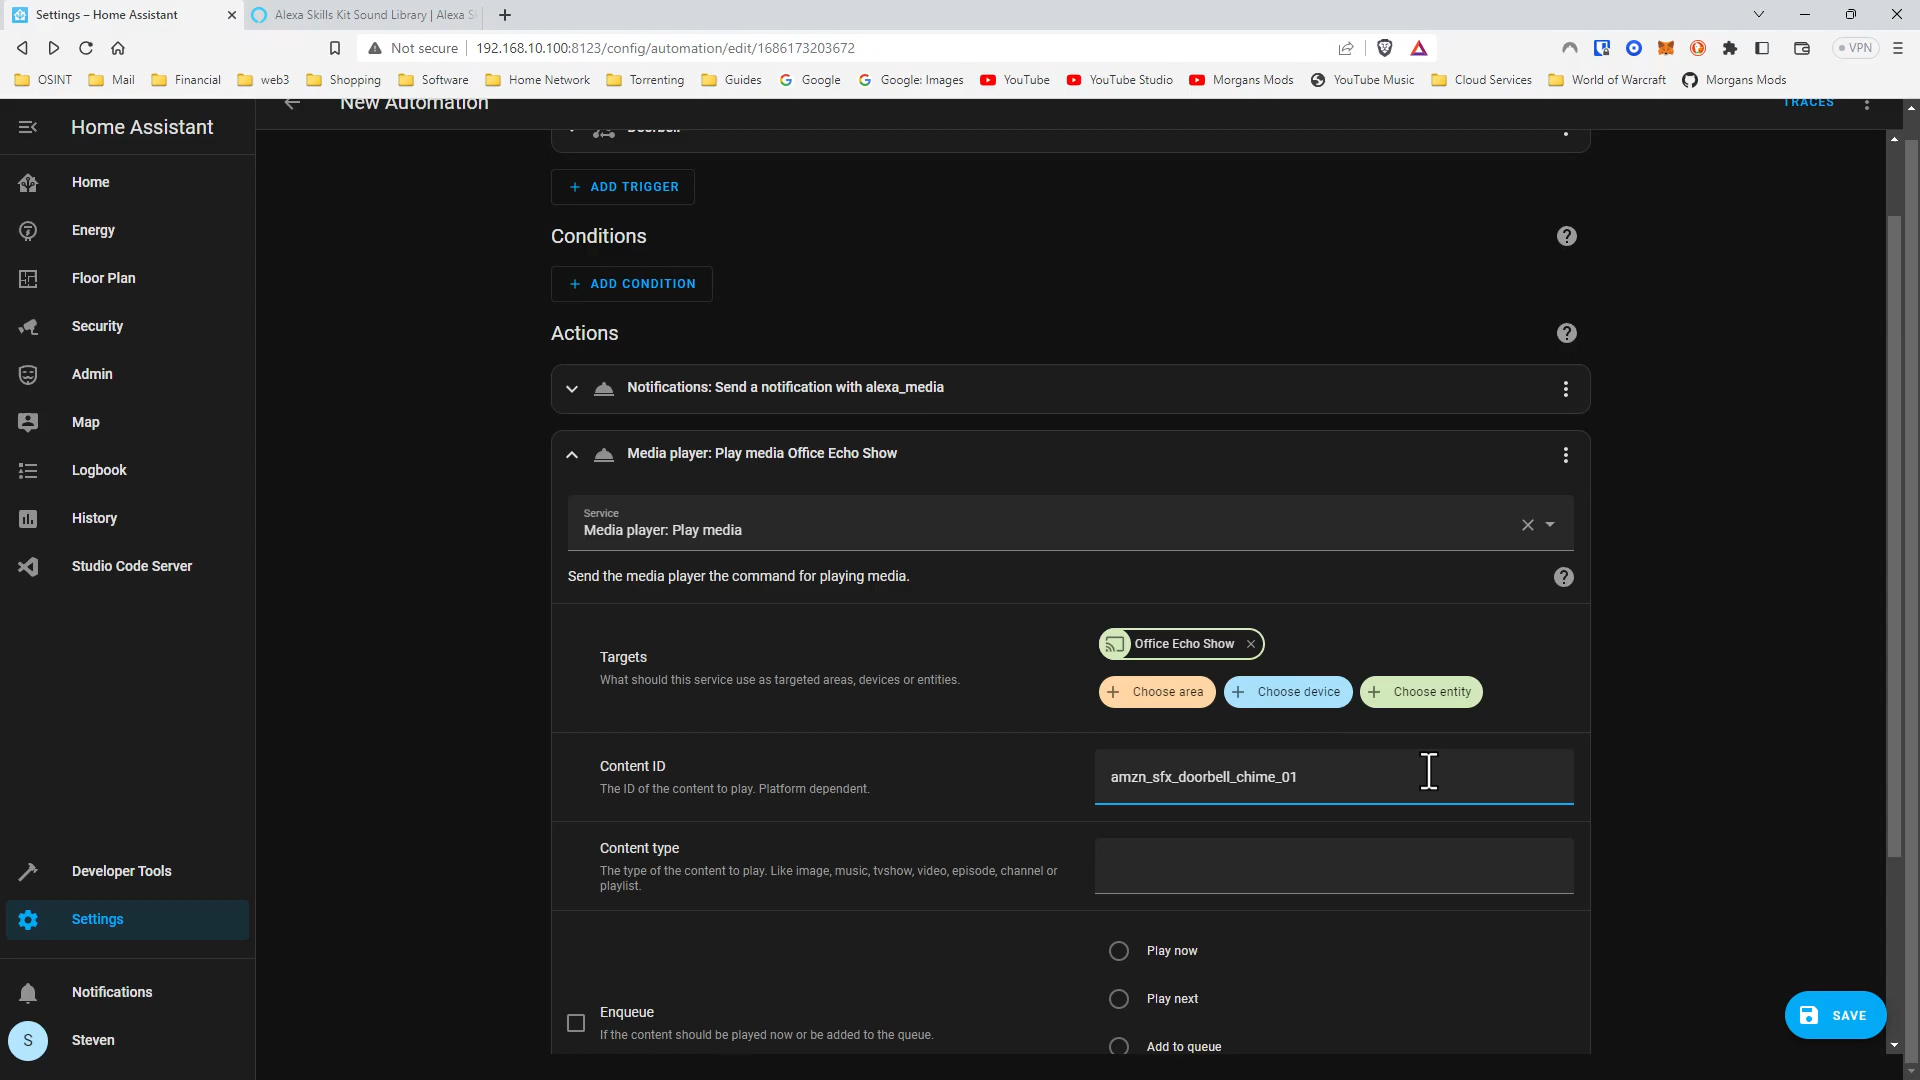 Settings – Home Assistant
Alexa Skills Kit Sound Library | Alexa S
Not secure
192.168.10.100:8123/config/automation/edit/1686173203672
VPN
OSINT
Mail
Financial
web3
Shopping
Software
Home Network
Torrenting
Guides
Google
Google: Images
YouTube
YouTube Studio
Morgans Mods
YouTube Music
Cloud Services
World of Warcraft
Morgans Mods
Home Assistant
New Automation
TRACES
Doorbell
Home
Energy
Floor Plan
Security
Admin
Map
Logbook
History
Studio Code Server
Developer Tools
Settings
Notifications
S
Steven
+ ADD TRIGGER
Conditions
+ ADD CONDITION
Actions
Notifications: Send a notification with alexa_media
Media player: Play media Office Echo Show
Service
Media player: Play media
Send the media player the command for playing media.
Targets
What should this service use as targeted areas, devices or entities.
Office Echo Show
+ Choose area
+ Choose device
+ Choose entity
Content ID
The ID of the content to play. Platform dependent.
amzn_sfx_doorbell_chime_01
Content type
The type of the content to play. Like image, music, tvshow, video, episode, channel or
playlist.
Play now
Play next
Enqueue
If the content should be played now or be added to the queue.
Add to queue
SAVE